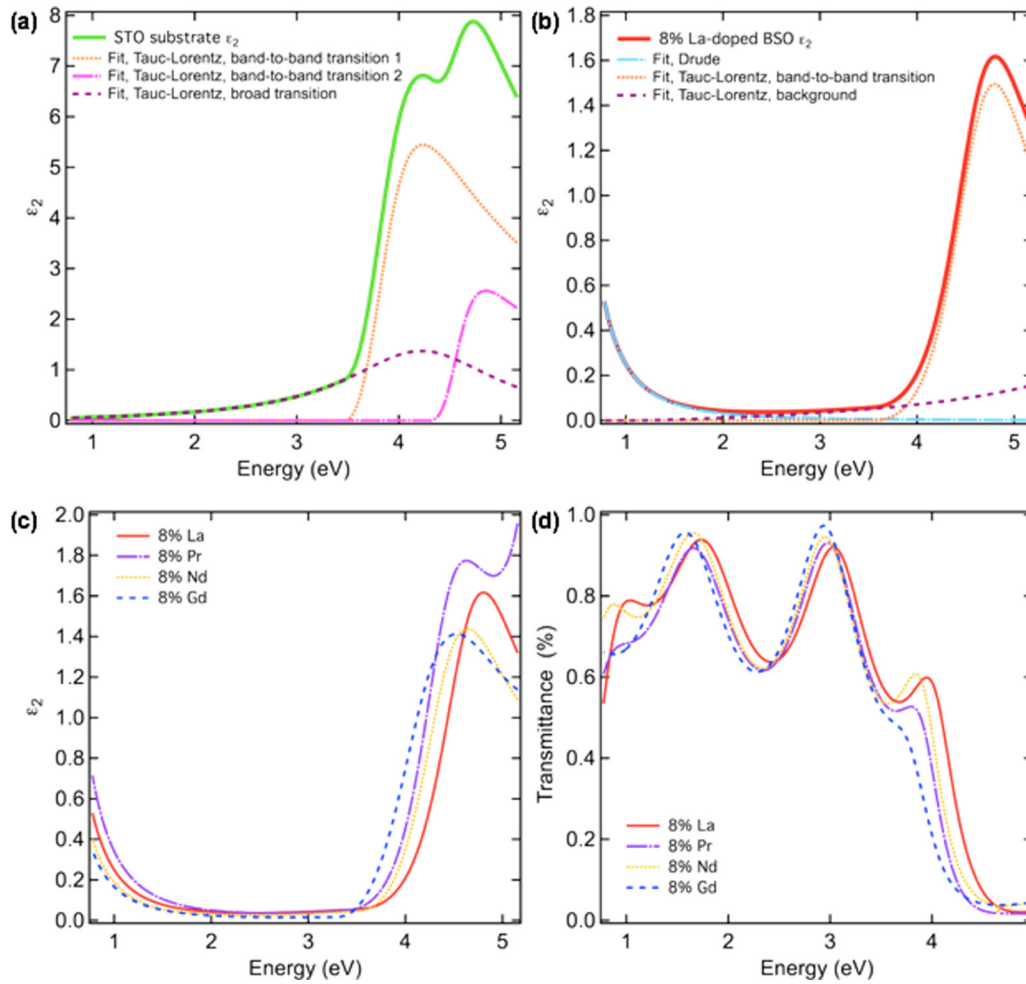 (a)
8
7
6
5
4
3
2
1
0
ε2
STO substrate ε2
Fit, Tauc-Lorentz, band-to-band transition 1
Fit, Tauc-Lorentz, band-to-band transition 2
Fit, Tauc-Lorentz, broad transition
1 2 3 4 5
Energy (eV)
(b)
1.8
1.6
1.4
1.2
1.0
0.8
0.6
0.4
0.2
0.0
ε2
8% La-doped BSO ε2
Fit, Drude
Fit, Tauc-Lorentz, band-to-band transition
Fit, Tauc-Lorentz, background
1 2 3 4 5
Energy (eV)
(c)
2.0
1.8
1.6
1.4
1.2
1.0
0.8
0.6
0.4
0.2
0.0
ε2
8% La
8% Pr
8% Nd
8% Gd
1 2 3 4 5
Energy (eV)
(d)
1.0
0.8
0.6
0.4
0.2
0.0
Transmittance (%)
8% La
8% Pr
8% Nd
8% Gd
1 2 3 4
Energy (eV)